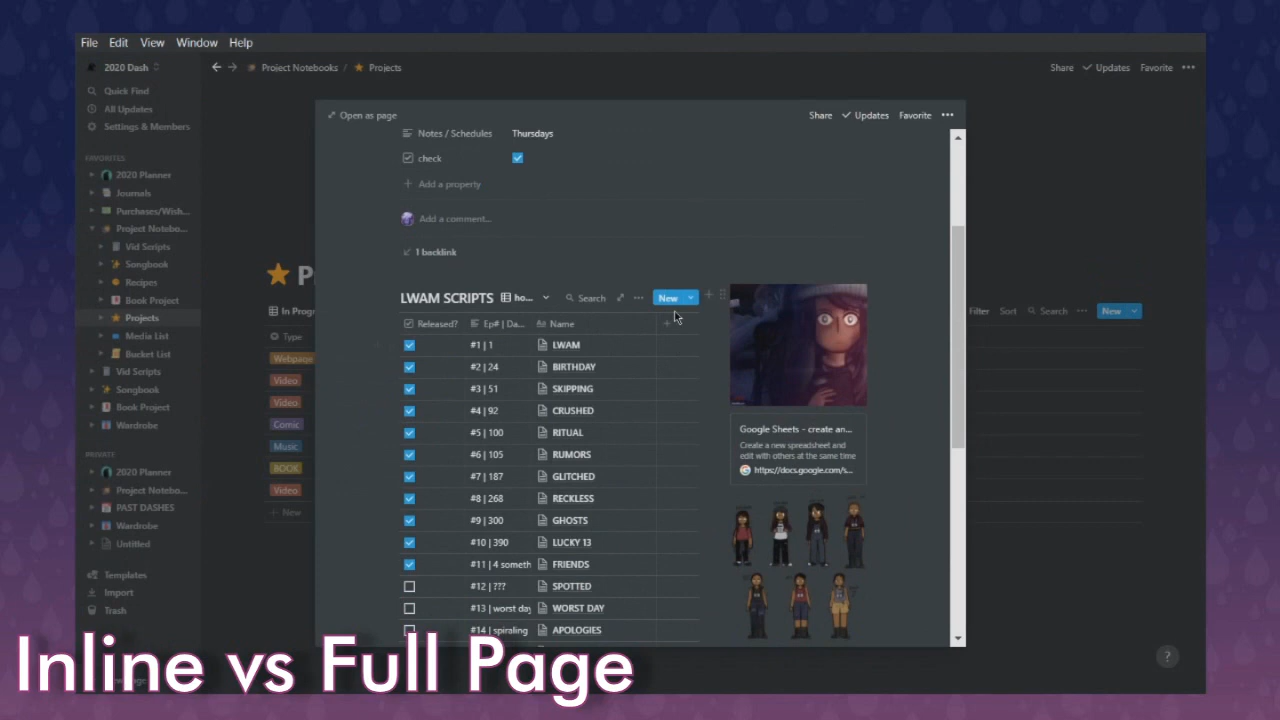 File Edit View Window Help
2020 Dash
Project Notebooks / Projects
Share Updates Favorite •••
Quick Find
All Updates
Settings & Members
FAVORITES
2020 Planner
Journals
Purchases/Wish...
Project Notebo...
Vid Scripts
Songbook
Recipes
Book Project
Projects
Media List
Bucket List
Vid Scripts
Songbook
Book Project
Wardrobe
PRIVATE
2020 Planner
Project Notebo...
PAST DASHES
Wardrobe
Untitled
Templates
Import
Trash
P
In Prog
Type
Webpage
Video
Video
Comic
Music
BOOK
Video
+ New
Filter Sort Search ••• New
Open as page Share Updates Favorite •••
Notes / Schedules Thursdays
check
+ Add a property
Add a comment...
1 backlink
LWAM SCRIPTS ho... Search ••• New
Released? Ep# | Da... Aa Name +
#1 | 1 LWAM
#2 | 24 BIRTHDAY
#3 | 51 SKIPPING
#4 | 92 CRUSHED
#5 | 100 RITUAL
#6 | 105 RUMORS
#7 | 187 GLITCHED
#8 | 268 RECKLESS
#9 | 300 GHOSTS
#10 | 390 LUCKY 13
#11 | 4 someth FRIENDS
#12 | ??? SPOTTED
#13 | worst day WORST DAY
#14 | spiraling APOLOGIES
Google Sheets - create an...
Create a new spreadsheet and
edit with others at the same time
https://docs.google.com/s...
?
Inline vs Full Page